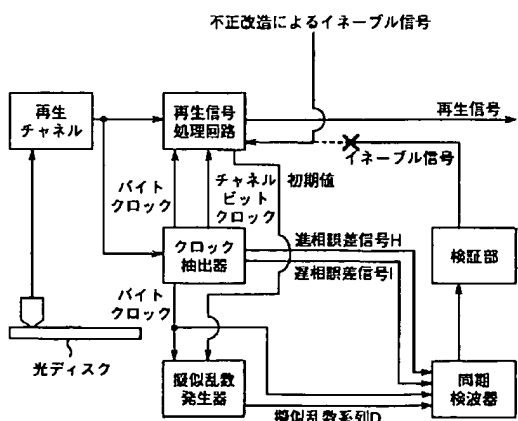 不正改造によるイネーブル信号
再生
チャネル
再生信号
処理回路
再生信号
イネーブル信号
バイト
クロック
チャネル
ビット
クロック
初期値
クロック
抽出器
進相誤差信号H
遅相誤差信号I
検証部
バイト
クロック
光ディスク
擬似乱数
発生器
同期
検波器
擬似乱数系列D